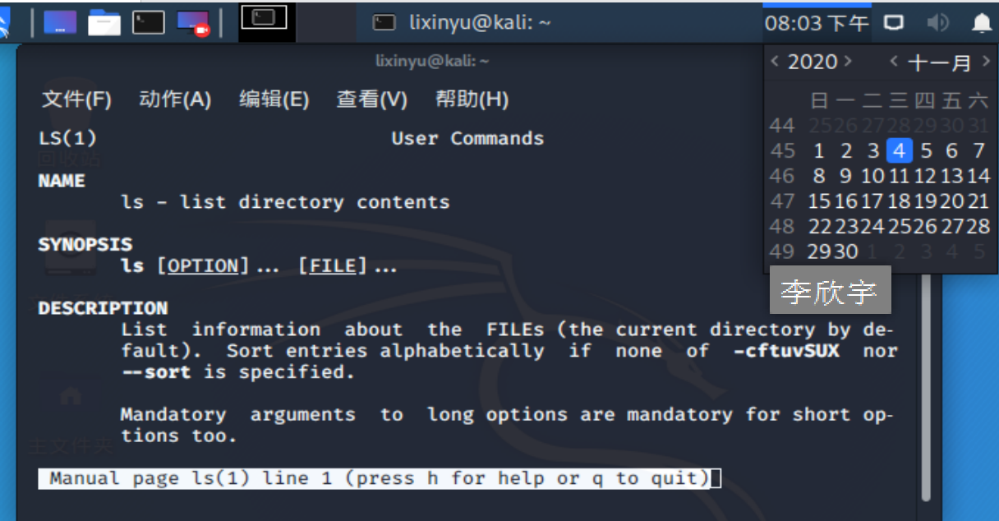 lixinyu@kali: ~
08:03 下午
lixinyu@kali: ~
文件(F) 动作(A) 编辑(E) 查看(V) 帮助(H)
LS(1) User Commands
回收站
NAME
ls - list directory contents
SYNOPSIS
ls [OPTION]... [FILE]...
DESCRIPTION
List information about the FILEs (the current directory by de-
fault). Sort entries alphabetically if none of -cftuvSUX nor
--sort is specified.
Mandatory arguments to long options are mandatory for short op-
tions too.
主文件夹
Manual page ls(1) line 1 (press h for help or q to quit)
< 2020 > < 十一月 >
日 一 二 三 四 五 六
44 25 26 27 28 29 30 31
45 1 2 3 4 5 6 7
46 8 9 10 11 12 13 14
47 15 16 17 18 19 20 21
48 22 23 24 25 26 27 28
49 29 30 1 2 3 4 5
李欣宇